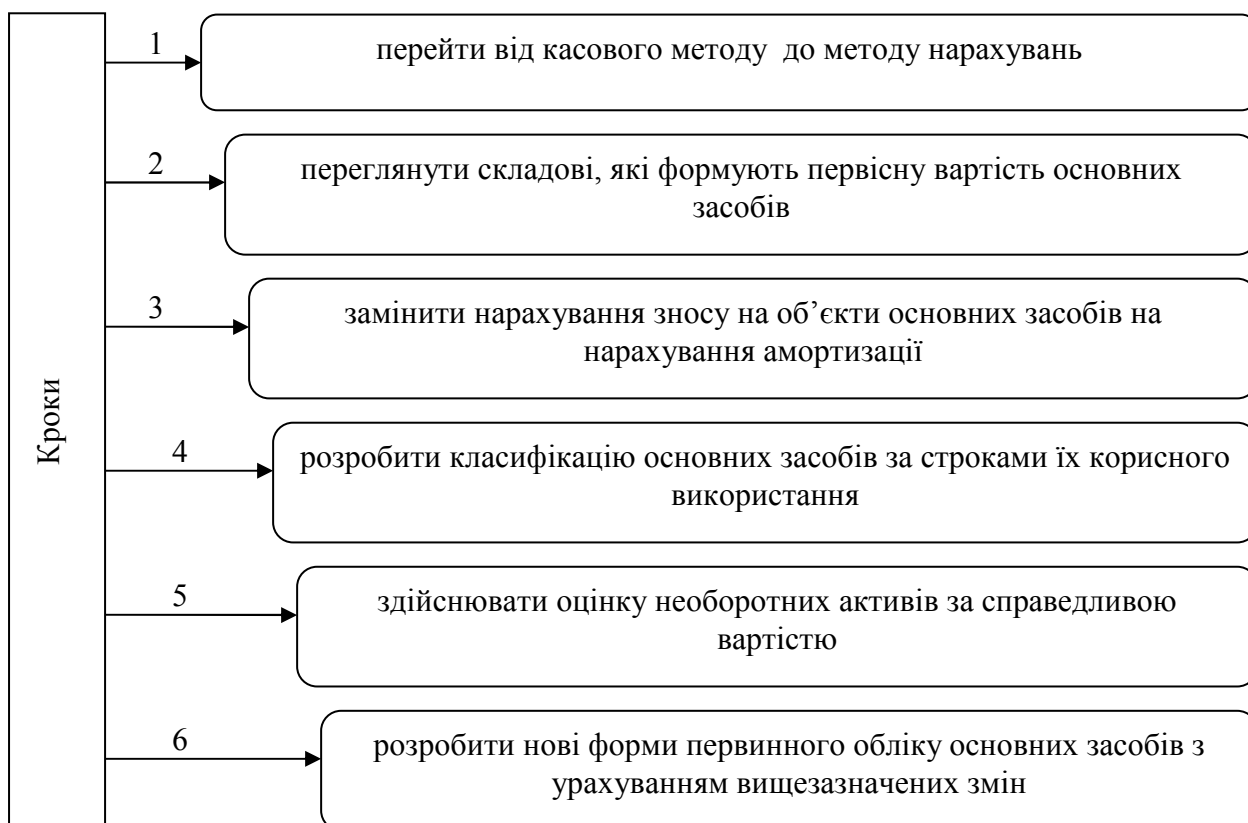 Кроки
1
перейти від касового методу до методу нарахувань
2
переглянути складові, які формують первісну вартість основних
засобів
3
замінити нарахування зносу на об’єкти основних засобів на
нарахування амортизації
4
розробити класифікацію основних засобів за строками їх корисного
використання
5
здійснювати оцінку необоротних активів за справедливою
вартістю
6
розробити нові форми первинного обліку основних засобів з
урахуванням вищезазначених змін